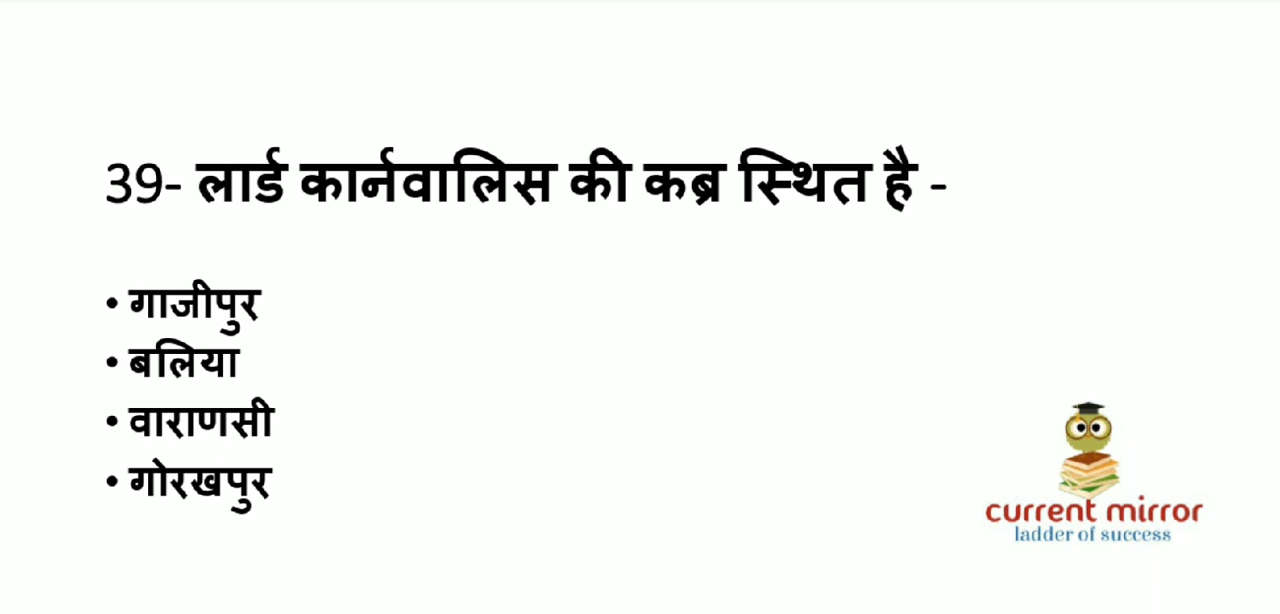 39- लार्ड कार्नवालिस की कब्र स्थित है -
• गाजीपुर
• बलिया
• वाराणसी
• गोरखपुर
current mirror
ladder of success